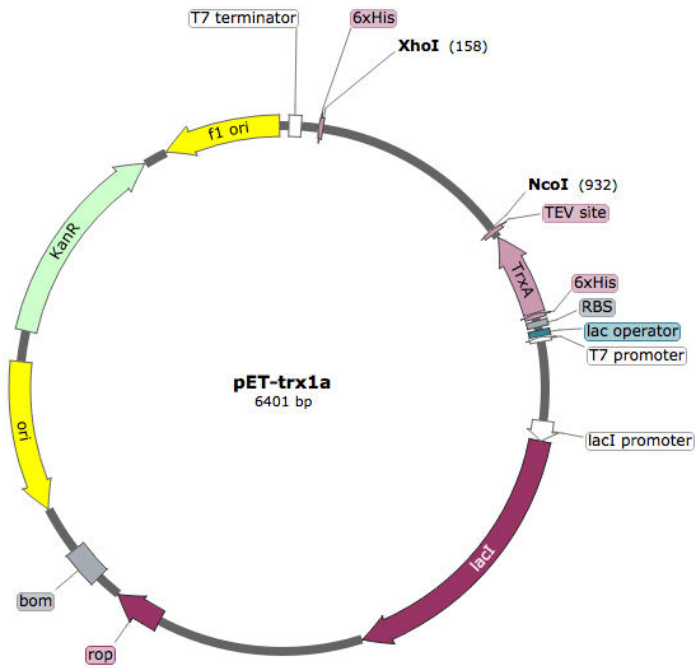 T7 terminator
6xHis
XhoI (158)
f1 ori
NcoI (932)
TEV site
KanR
TrxA
6xHis
RBS
lac operator
T7 promoter
pET-trx1a
6401 bp
ori
lacI promoter
lacI
bom
rop